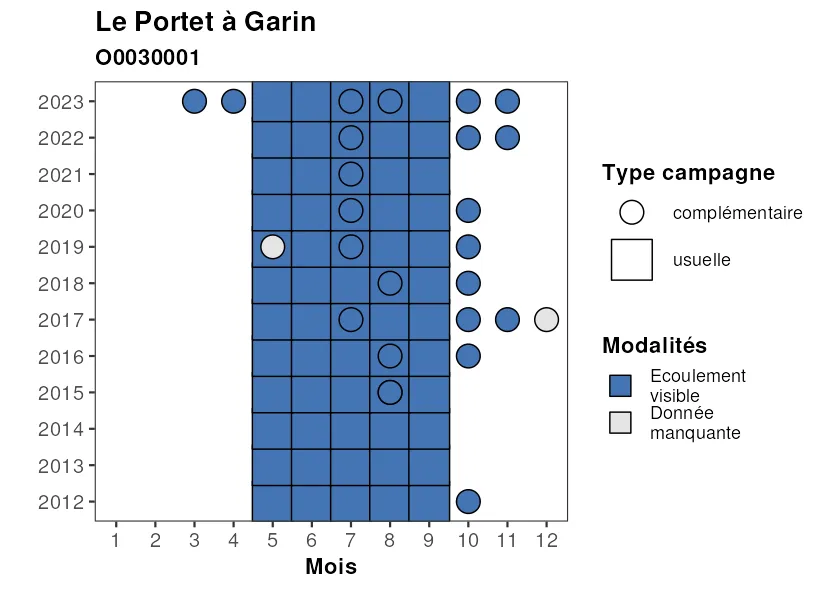 Le Portet à Garin
O0030001
2023
2022
2021
2020
2019
2018
2017
2016
2015
2014
2013
2012
1 2 3 4 5 6 7 8 9 10 11 12
Mois
Type campagne
complémentaire
usuelle
Modalités
Ecoulement
visible
Donnée
manquante